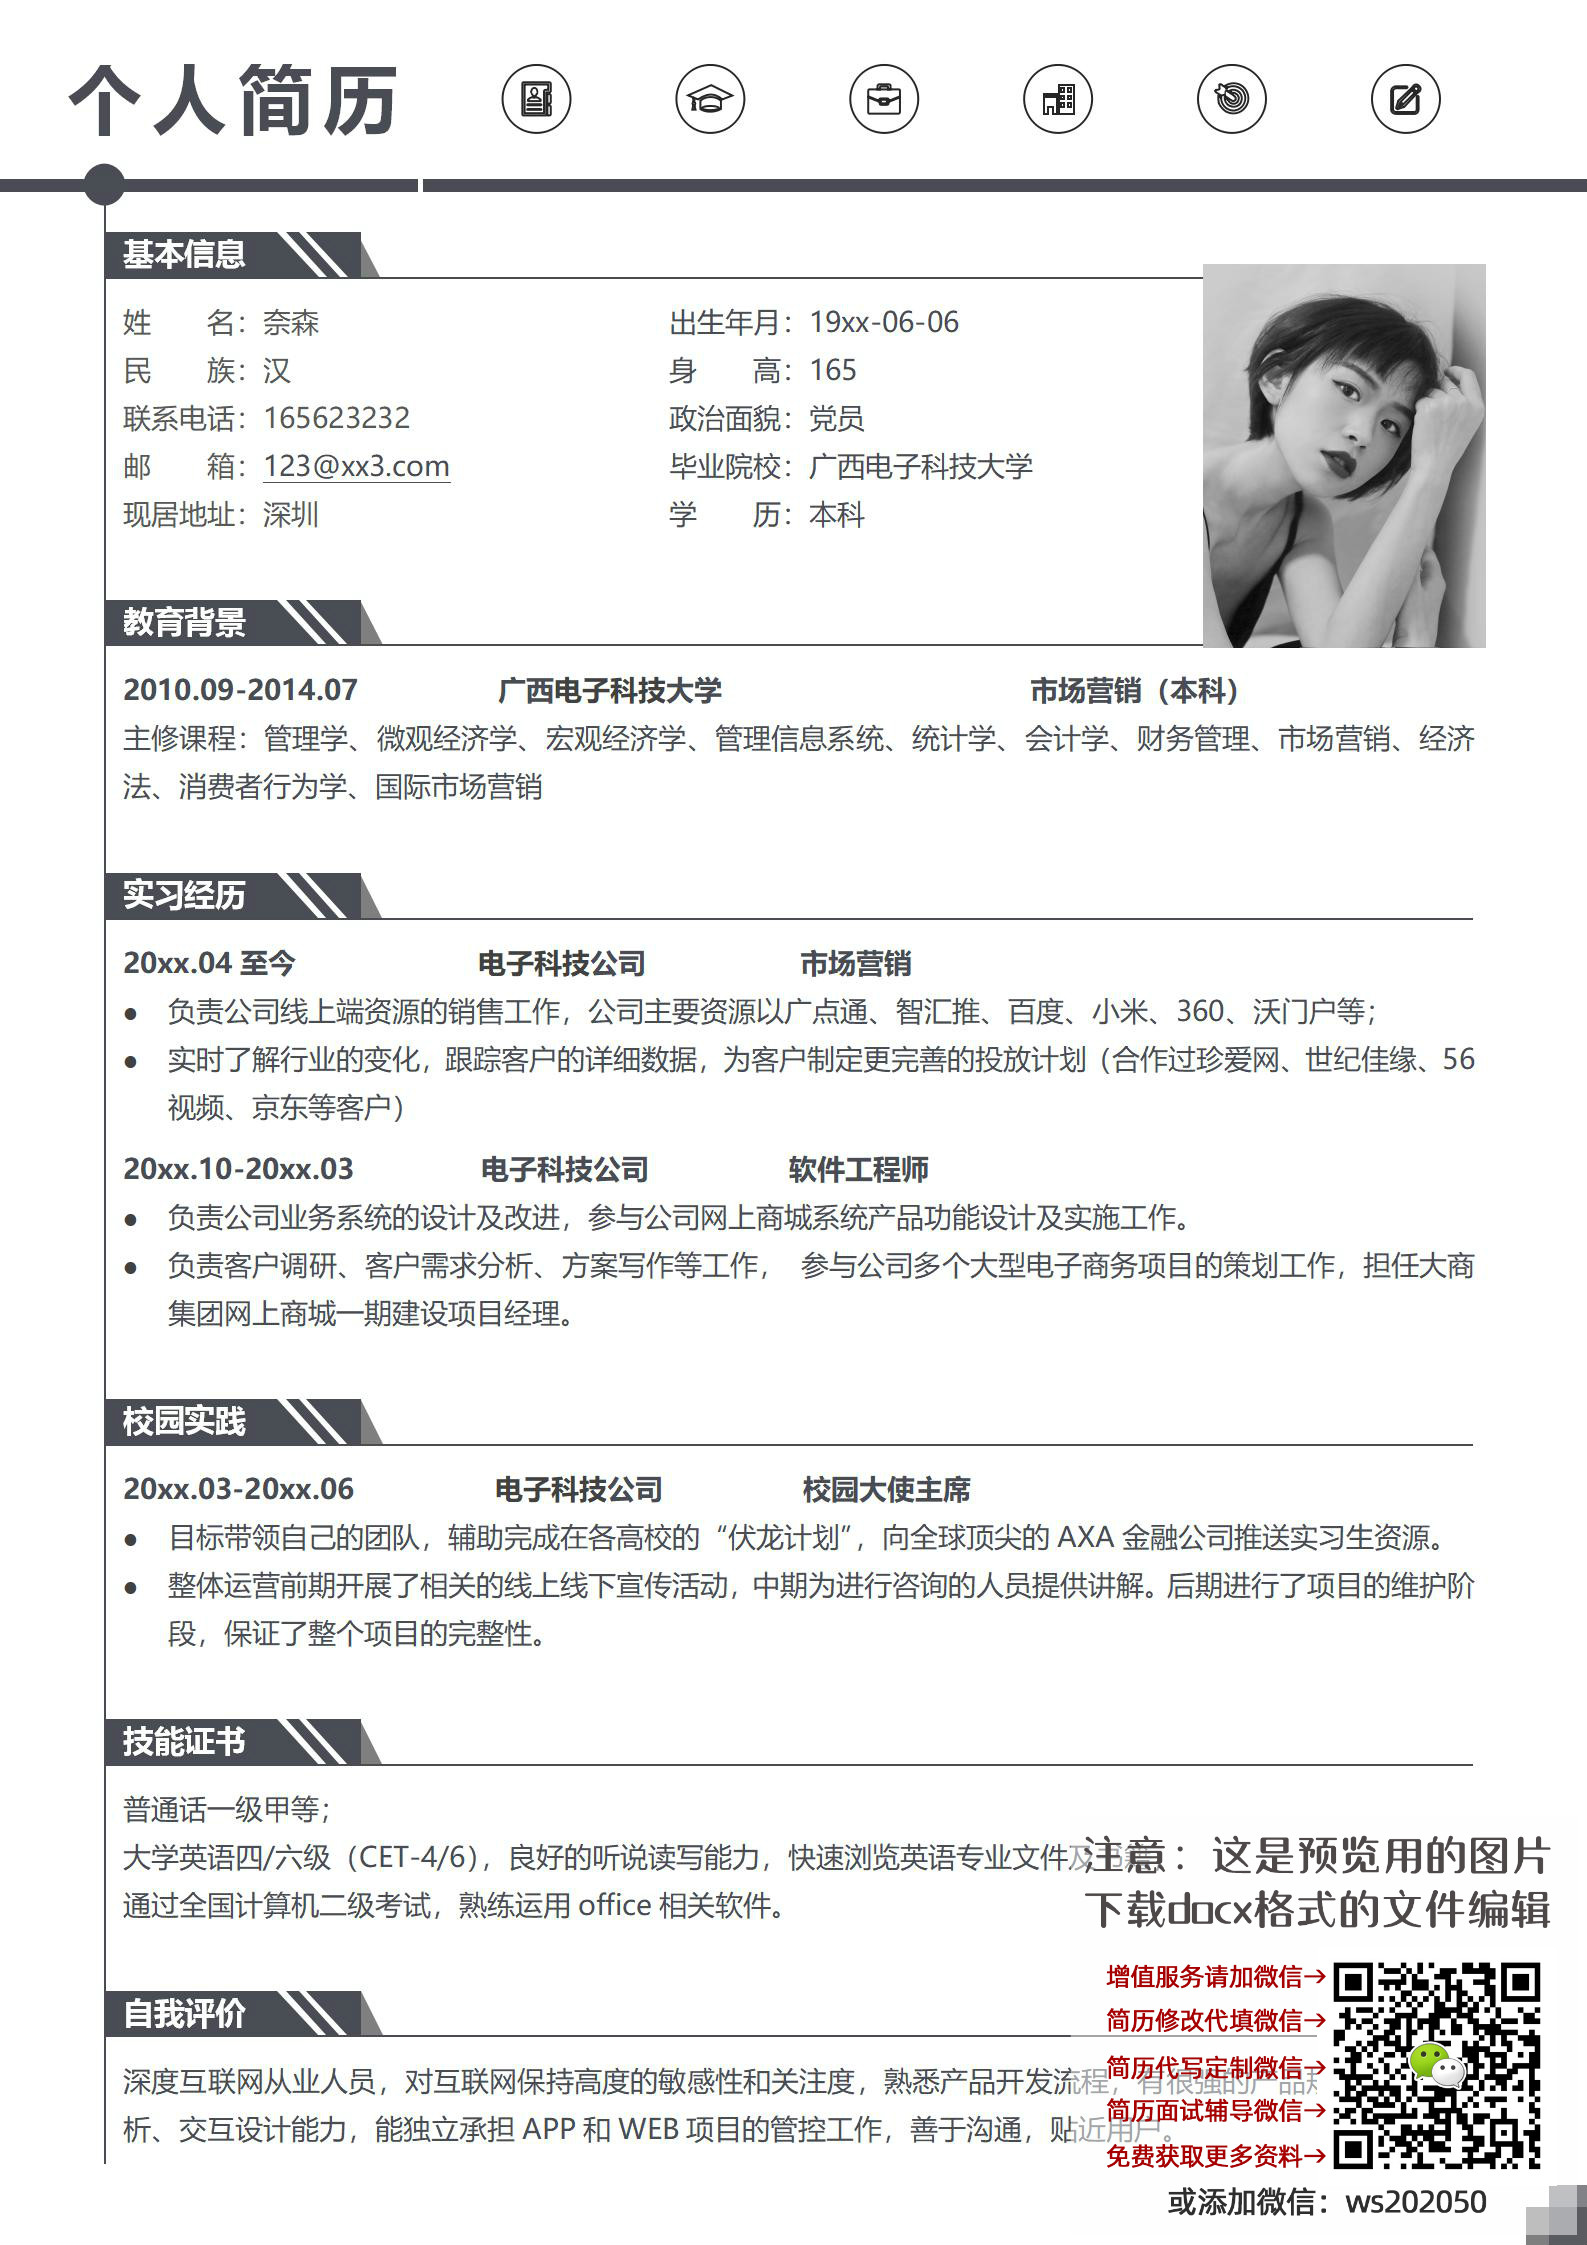 个人简历
基本信息
姓　　名：奈森
出生年月：19xx-06-06
民　　族：汉
身　　高：165
联系电话：165623232
政治面貌：党员
邮　　箱：123@xx3.com
毕业院校：广西电子科技大学
现居地址：深圳
学　　历：本科
教育背景
2010.09-2014.07 广西电子科技大学 市场营销（本科）
主修课程：管理学、微观经济学、宏观经济学、管理信息系统、统计学、会计学、财务管理、市场营销、经济
法、消费者行为学、国际市场营销
实习经历
20xx.04 至今 电子科技公司 市场营销
● 负责公司线上端资源的销售工作，公司主要资源以广点通、智汇推、百度、小米、360、沃门户等；
● 实时了解行业的变化，跟踪客户的详细数据，为客户制定更完善的投放计划（合作过珍爱网、世纪佳缘、56
视频、京东等客户）
20xx.10-20xx.03 电子科技公司 软件工程师
● 负责公司业务系统的设计及改进，参与公司网上商城系统产品功能设计及实施工作。
● 负责客户调研、客户需求分析、方案写作等工作， 参与公司多个大型电子商务项目的策划工作，担任大商
集团网上商城一期建设项目经理。
校园实践
20xx.03-20xx.06 电子科技公司 校园大使主席
● 目标带领自己的团队，辅助完成在各高校的“伏龙计划”，向全球顶尖的 AXA 金融公司推送实习生资源。
● 整体运营前期开展了相关的线上线下宣传活动，中期为进行咨询的人员提供讲解。后期进行了项目的维护阶
段，保证了整个项目的完整性。
技能证书
普通话一级甲等；
大学英语四/六级（CET-4/6），良好的听说读写能力，快速浏览英语专业文件及书籍
通过全国计算机二级考试，熟练运用 office 相关软件。
注意：这是预览用的图片
下载docx格式的文件编辑
自我评价
深度互联网从业人员，对互联网保持高度的敏感性和关注度，熟悉产品开发流程，有很强的产品
析、交互设计能力，能独立承担 APP 和 WEB 项目的管控工作，善于沟通，贴近用户。
增值服务请加微信→
简历修改代填微信→
简历代写定制微信→
简历面试辅导微信→
免费获取更多资料→
或添加微信：ws202050